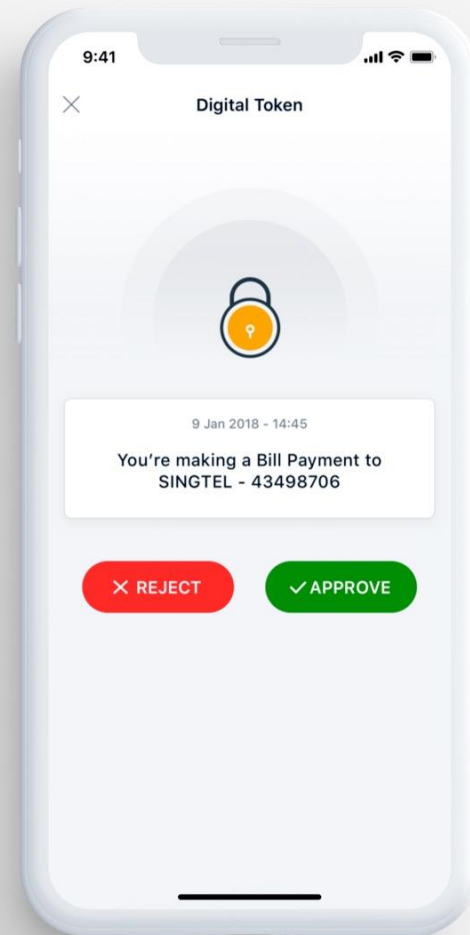 9:41
Digital Token
9 Jan 2018 - 14:45
You're making a Bill Payment to
SINGTEL - 43498706
REJECT
APPROVE